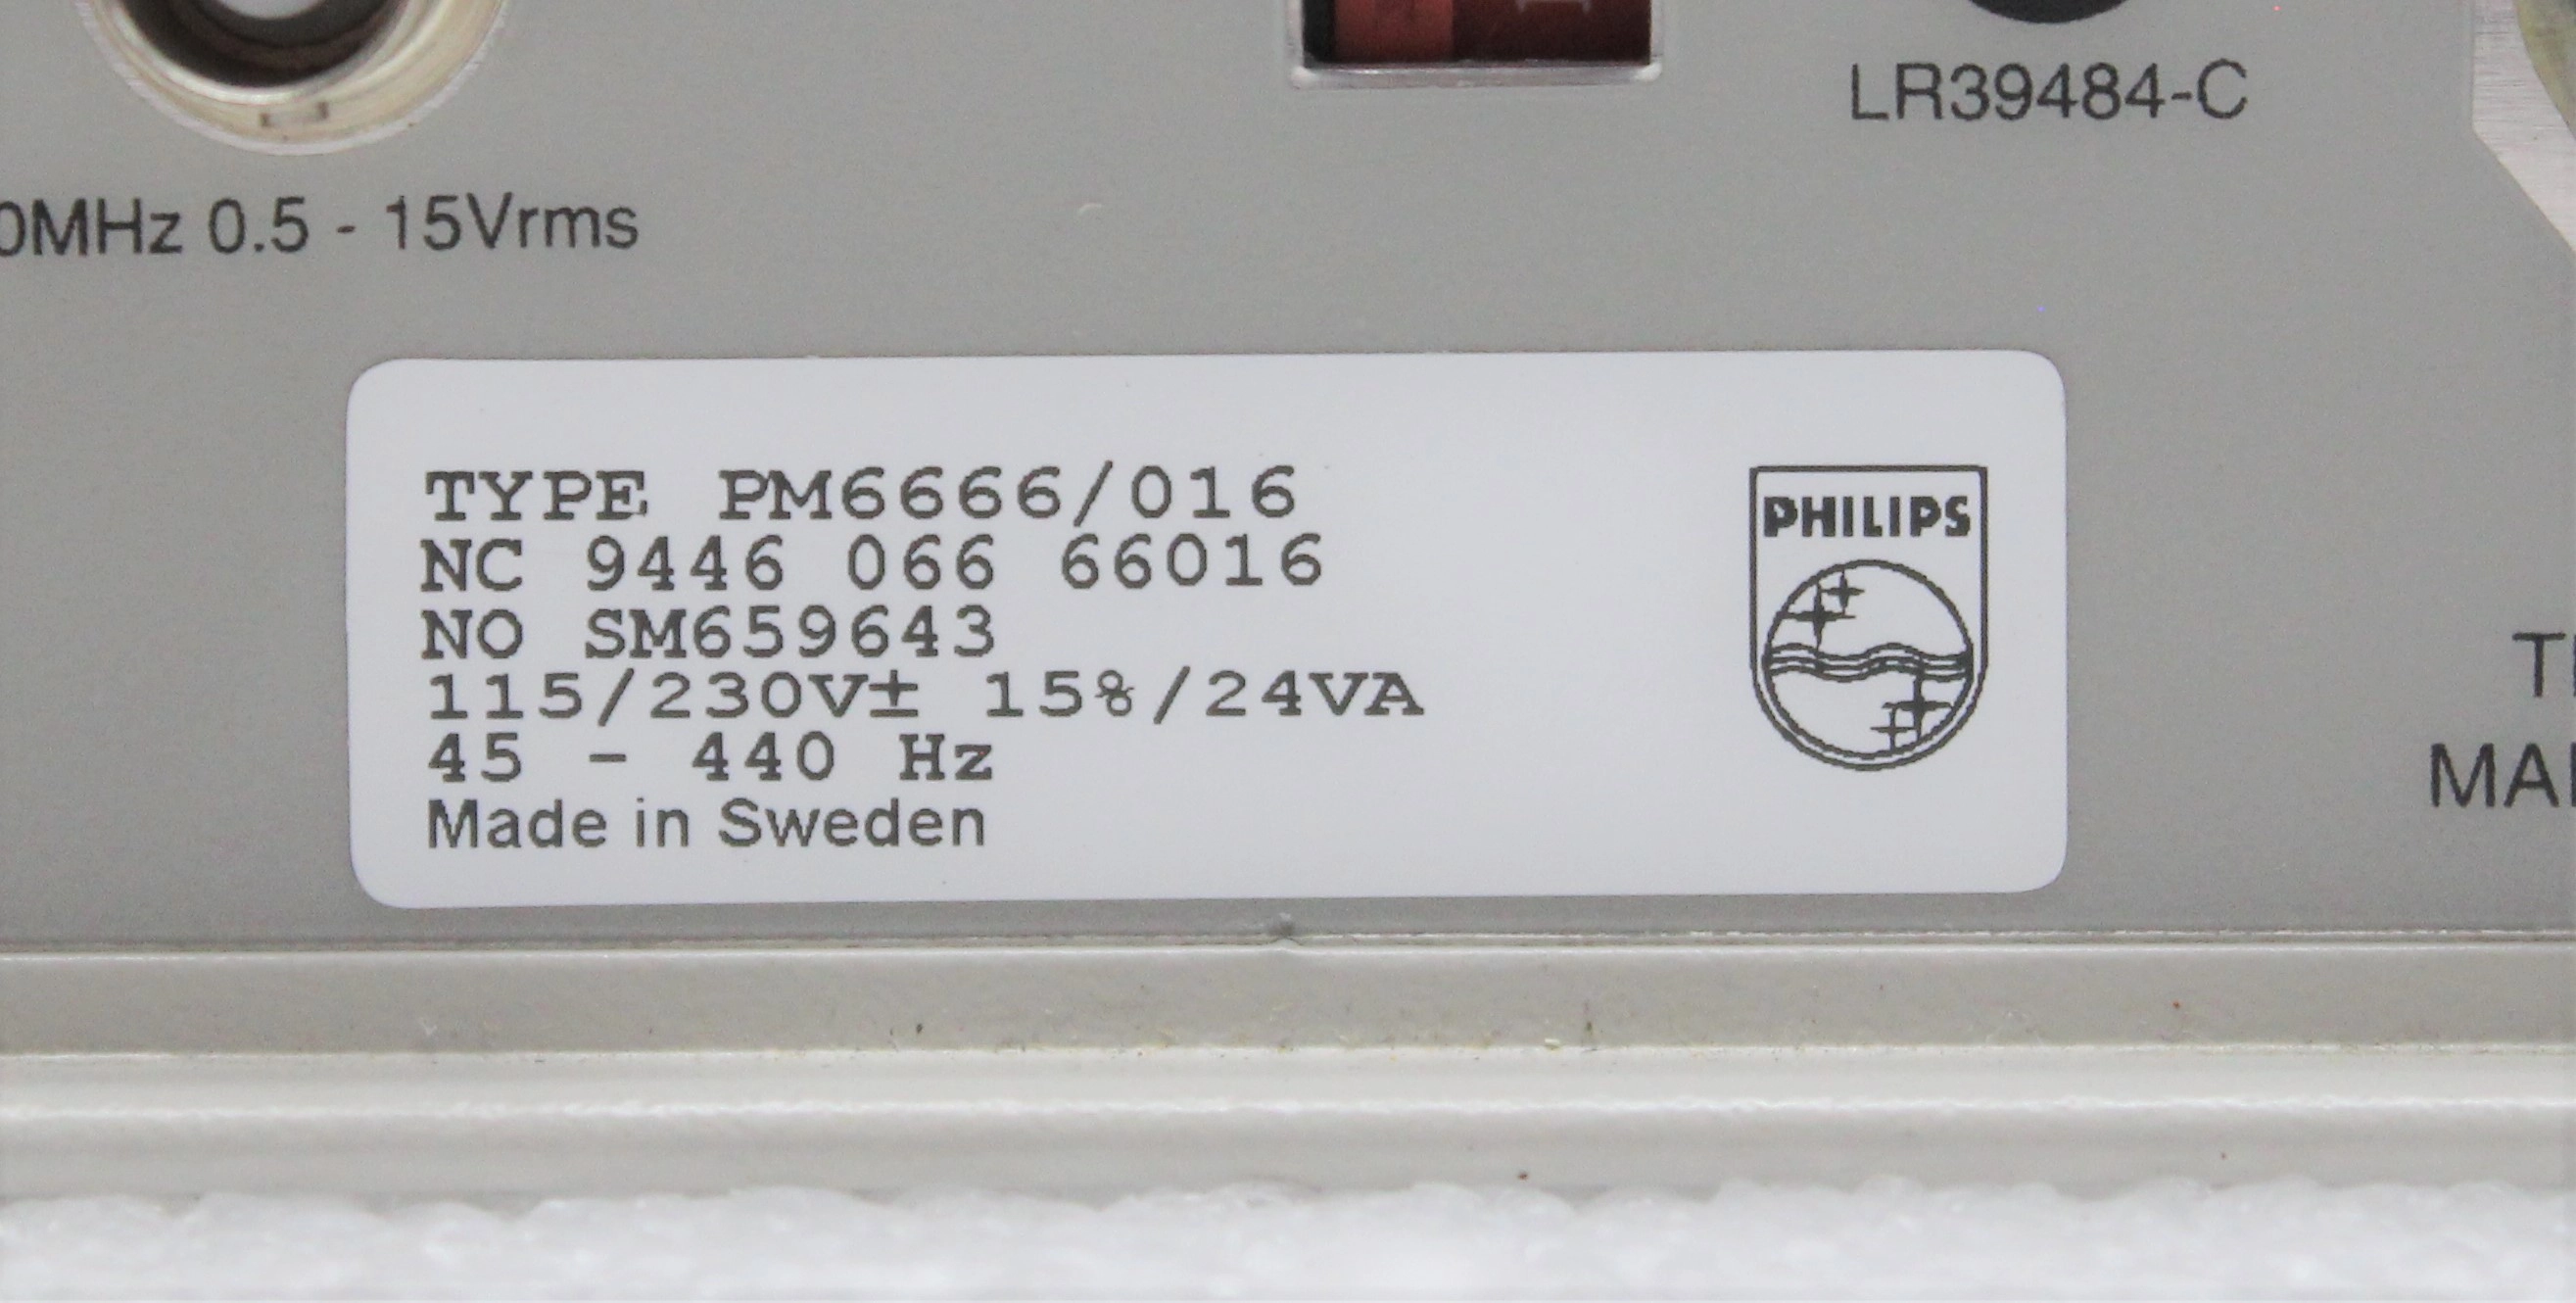 LR39484-C
0MHz 0.5 - 15Vrms
TYPE PM6666/016
NC 9446 066 66016
NO SM659643
115/230V± 15%/24VA
45 - 440 Hz
Made in Sweden
PHILIPS